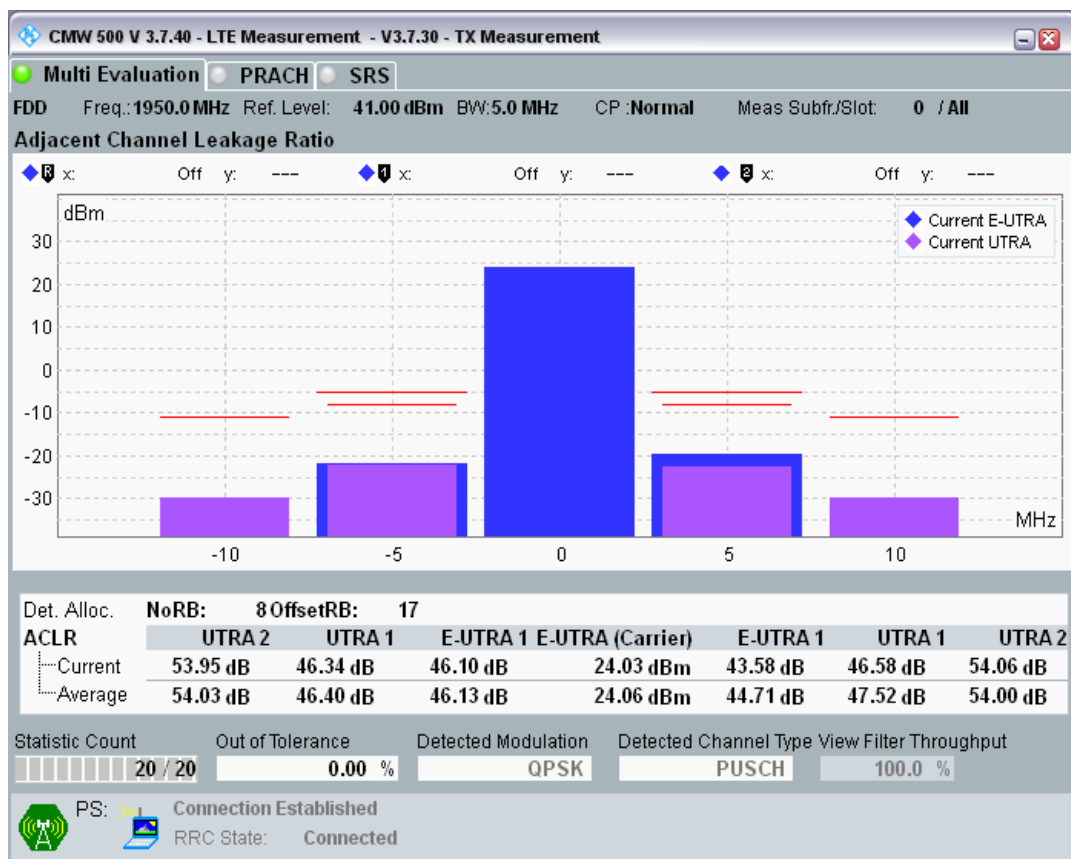 CMW 500 V 3.7.40 - LTE Measurement - V3.7.30 - TX Measurement
Multi Evaluation PRACH SRS
FDD Freq.: 1950.0 MHz Ref. Level: 41.00 dBm BW: 5.0 MHz CP : Normal Meas Subfr./Slot: 0 / All
Adjacent Channel Leakage Ratio
R x: Off y: --- 1 x: Off y: --- 2 x: Off y: ---
dBm
Current E-UTRA
Current UTRA
30
20
10
0
-10
-20
-30
MHz
-10 -5 0 5 10
Det. Alloc. NoRB: 8 OffsetRB: 17
ACLR UTRA 2 UTRA 1 E-UTRA 1 E-UTRA (Carrier) E-UTRA 1 UTRA 1 UTRA 2
Current 53.95 dB 46.34 dB 46.10 dB 24.03 dBm 43.58 dB 46.58 dB 54.06 dB
Average 54.03 dB 46.40 dB 46.13 dB 24.06 dBm 44.71 dB 47.52 dB 54.00 dB
Statistic Count Out of Tolerance Detected Modulation Detected Channel Type View Filter Throughput
20 / 20 0.00 % QPSK PUSCH 100.0 %
PS: Connection Established
RRC State: Connected